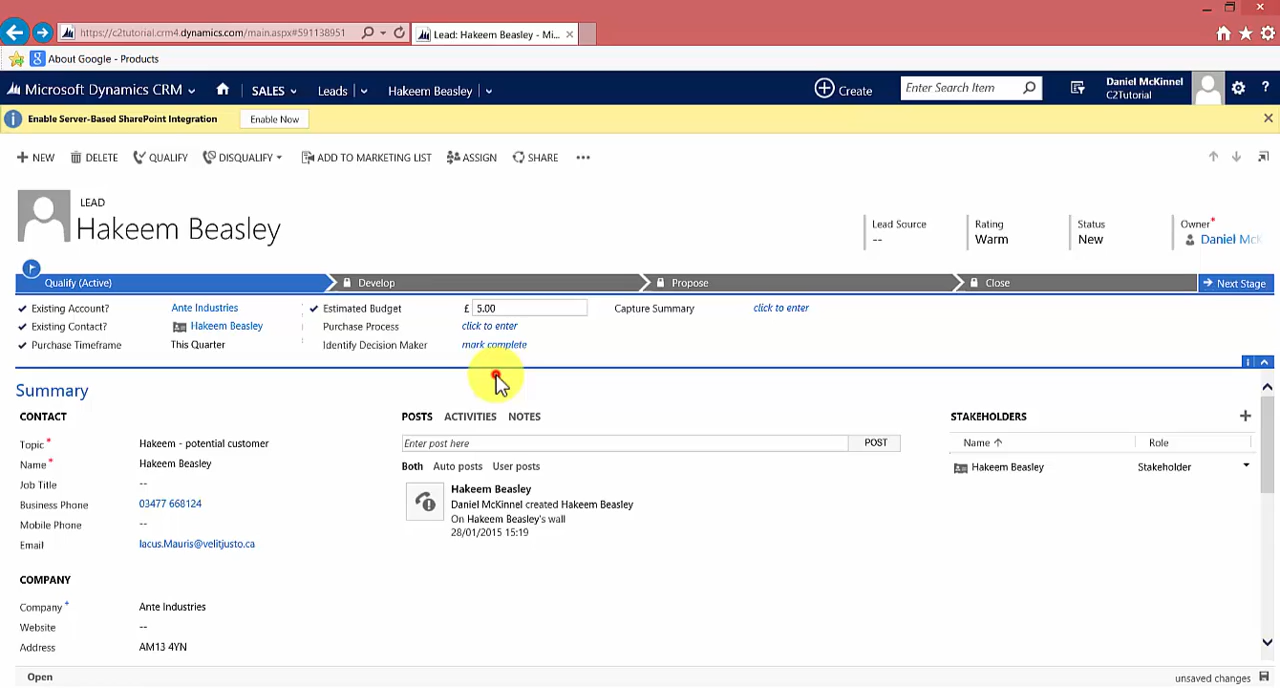 https://c2tutorial.crm4.dynamics.com/main.aspx#591138951
Lead: Hakeem Beasley - Mi...
About Google - Products
Microsoft Dynamics CRM
SALES
Leads
Hakeem Beasley
Create
Enter Search Item
Daniel McKinnel
C2Tutorial
?
Enable Server-Based SharePoint Integration
Enable Now
NEW
DELETE
QUALIFY
DISQUALIFY
ADD TO MARKETING LIST
ASSIGN
SHARE
LEAD
Hakeem Beasley
Lead Source
--
Rating
Warm
Status
New
Owner*
Daniel McK
Qualify (Active)
Develop
Propose
Close
Next Stage
Existing Account? Ante Industries
Existing Contact? Hakeem Beasley
Purchase Timeframe This Quarter
Estimated Budget £ 5.00
Purchase Process click to enter
Identify Decision Maker mark complete
Capture Summary click to enter
Summary
CONTACT
Topic* Hakeem - potential customer
Name* Hakeem Beasley
Job Title --
Business Phone 03477 668124
Mobile Phone --
Email lacus.Mauris@velitjusto.ca
COMPANY
Company+ Ante Industries
Website --
Address AM13 4YN
POSTS ACTIVITIES NOTES
Enter post here POST
Both Auto posts User posts
Hakeem Beasley
Daniel McKinnel created Hakeem Beasley
On Hakeem Beasley's wall
28/01/2015 15:19
STAKEHOLDERS
Name Role
Hakeem Beasley Stakeholder
Open
unsaved changes